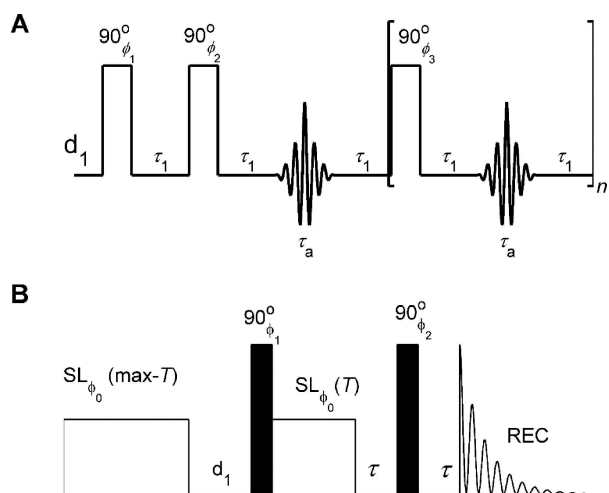 A
90°ϕ1 90°ϕ2 90°ϕ3
d1 τ1 τ1 τ1 τ1 τ1
n
τa τa
B
90°ϕ1 90°ϕ2
SLϕ0 (max-T) SLϕ0(T)
REC
d1 τ τ